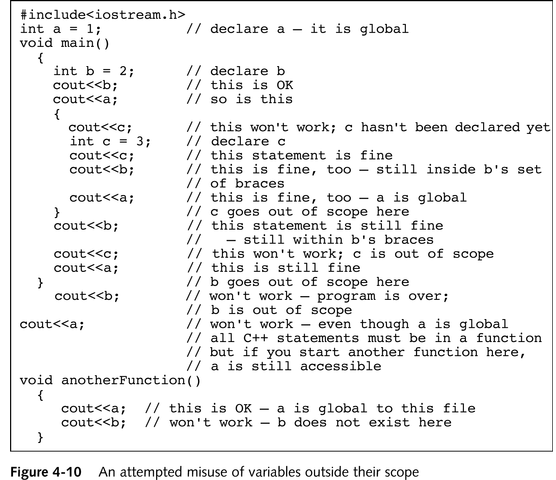 #include<iostream.h>
int a = 1; // declare a – it is global
void main()
{
int b = 2; // declare b
cout<<b; // this is OK
cout<<a; // so is this
{
cout<<c; // this won't work; c hasn't been declared yet
int c = 3; // declare c
cout<<c; // this statement is fine
cout<<b; // this is fine, too – still inside b's set
// of braces
cout<<a; // this is fine, too – a is global
} // c goes out of scope here
cout<<b; // this statement is still fine
// – still within b's braces
cout<<c; // this won't work; c is out of scope
cout<<a; // this is still fine
} // b goes out of scope here
cout<<b; // won't work – program is over;
// b is out of scope
cout<<a; // won't work – even though a is global
// all C++ statements must be in a function
// but if you start another function here,
// a is still accessible
void anotherFunction()
{
cout<<a; // this is OK – a is global to this file
cout<<b; // won't work – b does not exist here
}
Figure 4-10 An attempted misuse of variables outside their scope